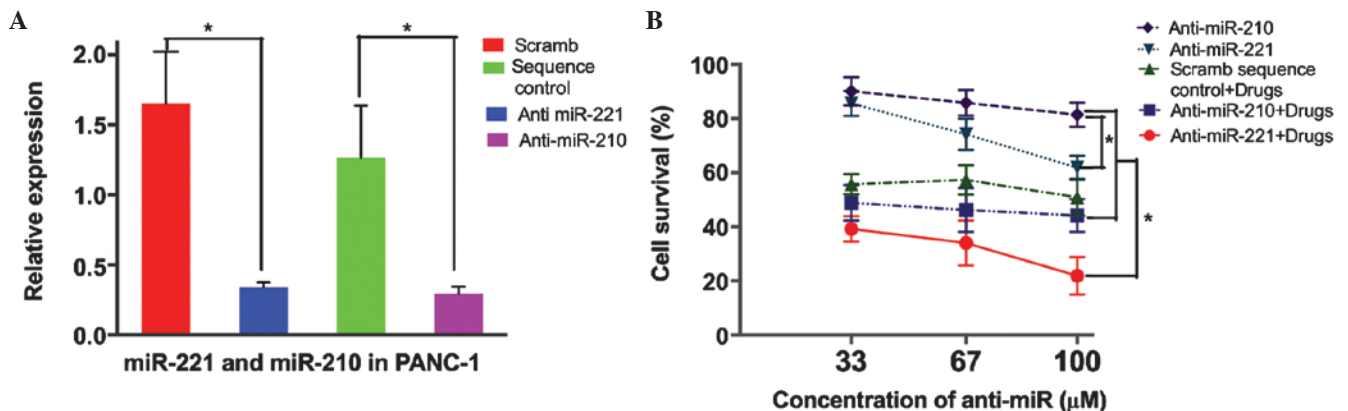 A
Relative expression
2.0
1.5
1.0
0.5
0.0
*
*
Scramb
Sequence
control
Anti miR-221
Anti-miR-210
miR-221 and miR-210 in PANC-1
B
Cell survival (%)
100
80
60
40
20
0
33
67
100
Concentration of anti-miR (μM)
Anti-miR-210
Anti-miR-221
Scramb sequence
control+Drugs
Anti-miR-210+Drugs
Anti-miR-221+Drugs
*
*